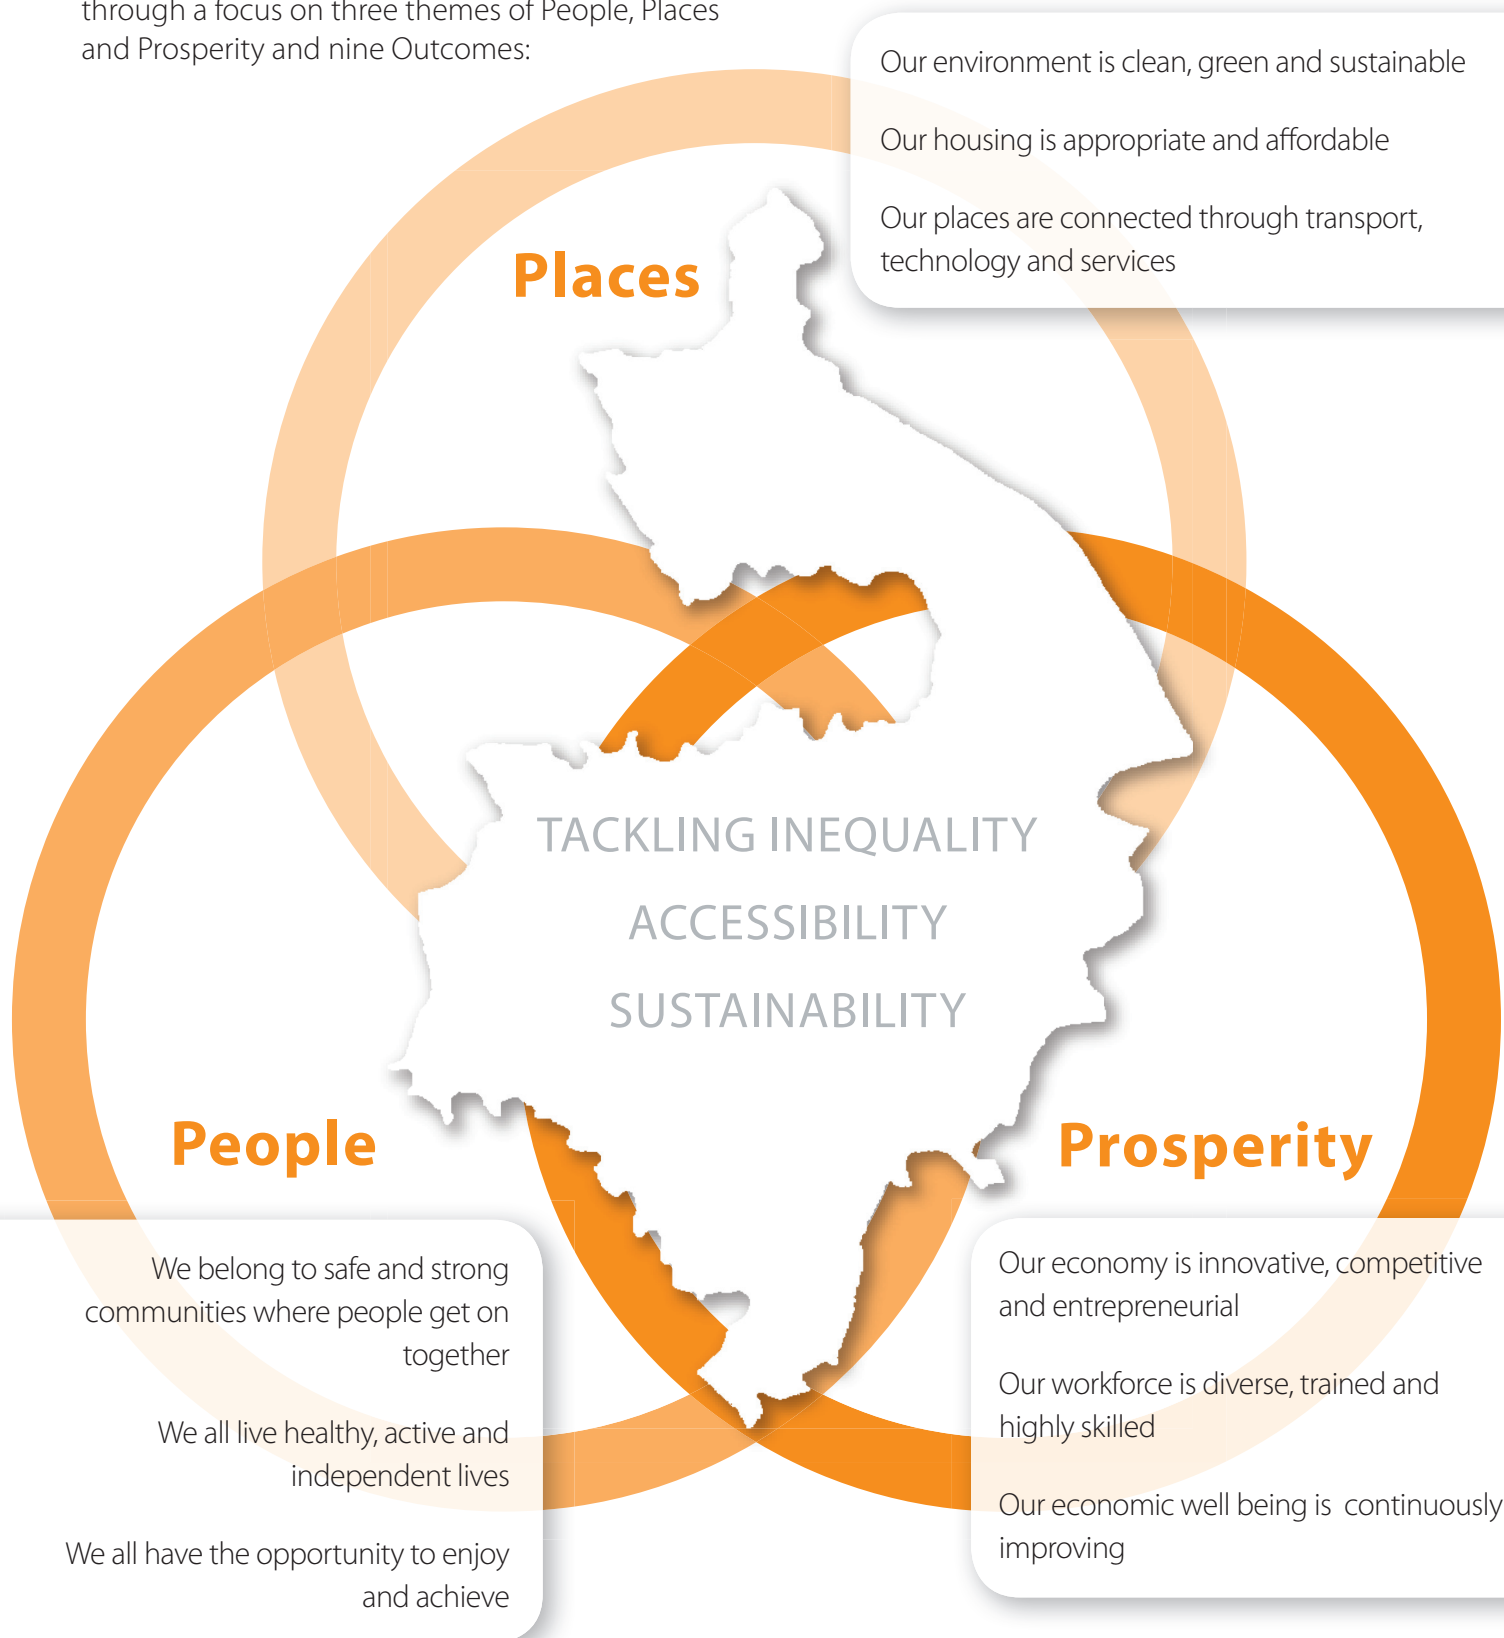 through a focus on three themes of People, Places
and Prosperity and nine Outcomes:
Our environment is clean, green and sustainable
Our housing is appropriate and affordable
Our places are connected through transport,
technology and services
Places
TACKLING INEQUALITY
ACCESSIBILITY
SUSTAINABILITY
People
We belong to safe and strong
communities where people get on
together
We all live healthy, active and
independent lives
We all have the opportunity to enjoy
and achieve
Prosperity
Our economy is innovative, competitive
and entrepreneurial
Our workforce is diverse, trained and
highly skilled
Our economic well being is  continuously
improving